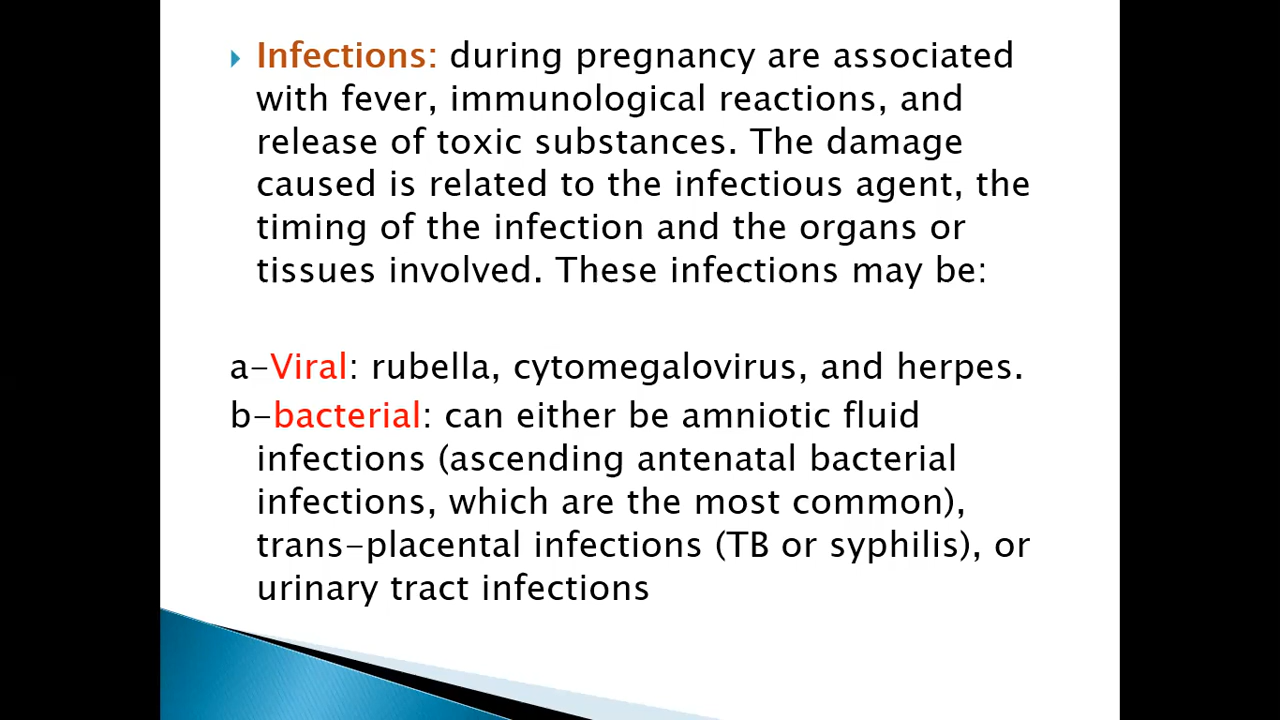 Infections: during pregnancy are associated
with fever, immunological reactions, and
release of toxic substances. The damage
caused is related to the infectious agent, the
timing of the infection and the organs or
tissues involved. These infections may be:
a-Viral: rubella, cytomegalovirus, and herpes.
b-bacterial: can either be amniotic fluid
infections (ascending antenatal bacterial
infections, which are the most common),
trans-placental infections (TB or syphilis), or
urinary tract infections